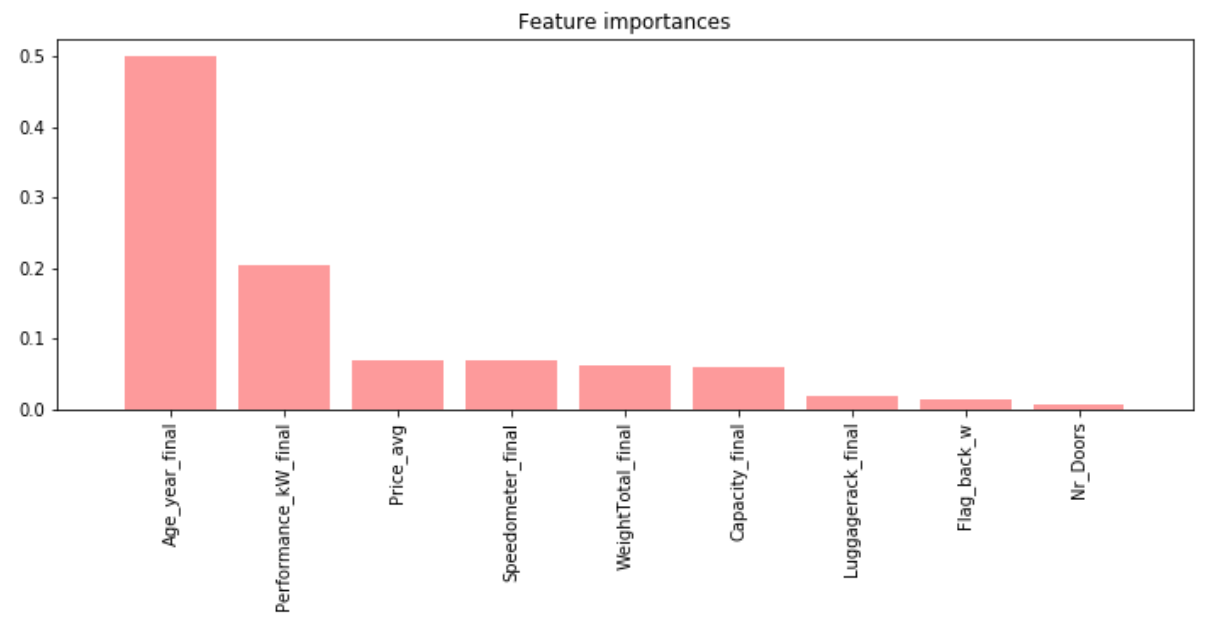 Feature importances
0.5
0.4
0.3
0.2
0.1
0.0
Age_year_final
Performance_kW_final
Price_avg
Speedometer_final
WeightTotal_final
Capacity_final
Luggagerack_final
Flag_back_w
Nr_Doors